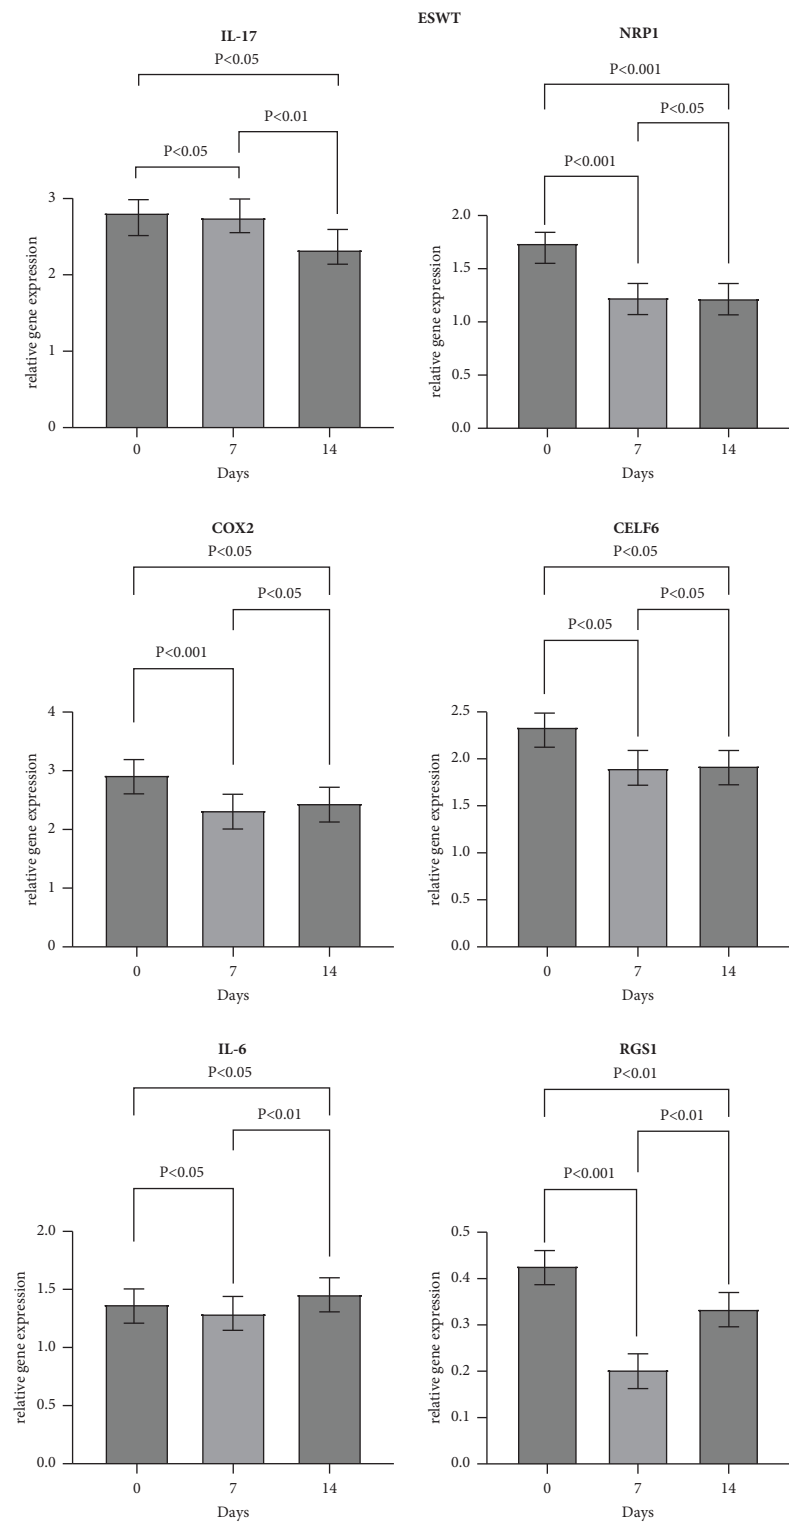 ESWT
IL-17
P<0.05
P<0.01
P<0.05
3
2
1
0
relative gene expression
0 7 14
Days
NRP1
P<0.001
P<0.05
P<0.001
2.0
1.5
1.0
0.5
0.0
relative gene expression
0 7 14
Days
COX2
P<0.05
P<0.05
P<0.001
4
3
2
1
0
relative gene expression
0 7 14
Days
CELF6
P<0.05
P<0.05
P<0.05
2.5
2.0
1.5
1.0
0.5
0.0
relative gene expression
0 7 14
Days
IL-6
P<0.05
P<0.01
P<0.05
2.0
1.5
1.0
0.5
0.0
relative gene expression
0 7 14
Days
RGS1
P<0.01
P<0.01
P<0.001
0.5
0.4
0.3
0.2
0.1
0.0
relative gene expression
0 7 14
Days